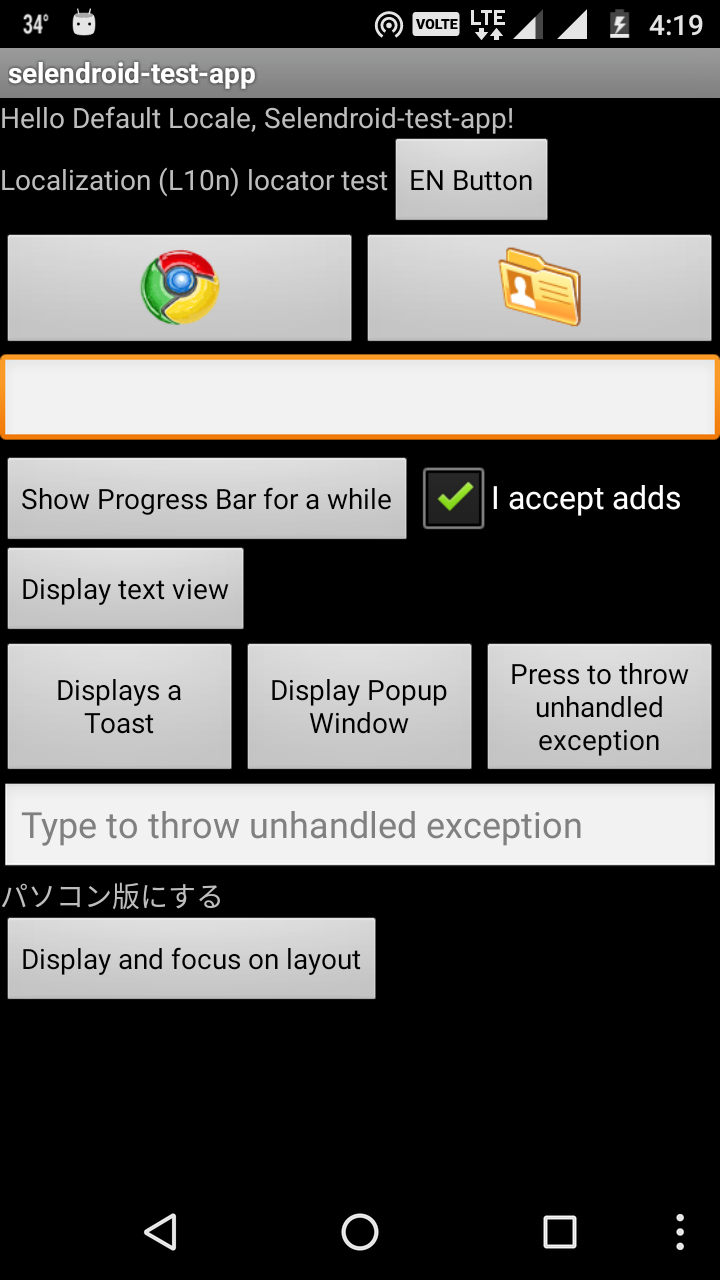 34°
VOLTE
LTE
4:19
selendroid-test-app
Hello Default Locale, Selendroid-test-app!
Localization (L10n) locator test
EN Button
Show Progress Bar for a while
I accept adds
Display text view
Displays a
Toast
Display Popup
Window
Press to throw
unhandled
exception
Type to throw unhandled exception
パソコン版にする
Display and focus on layout